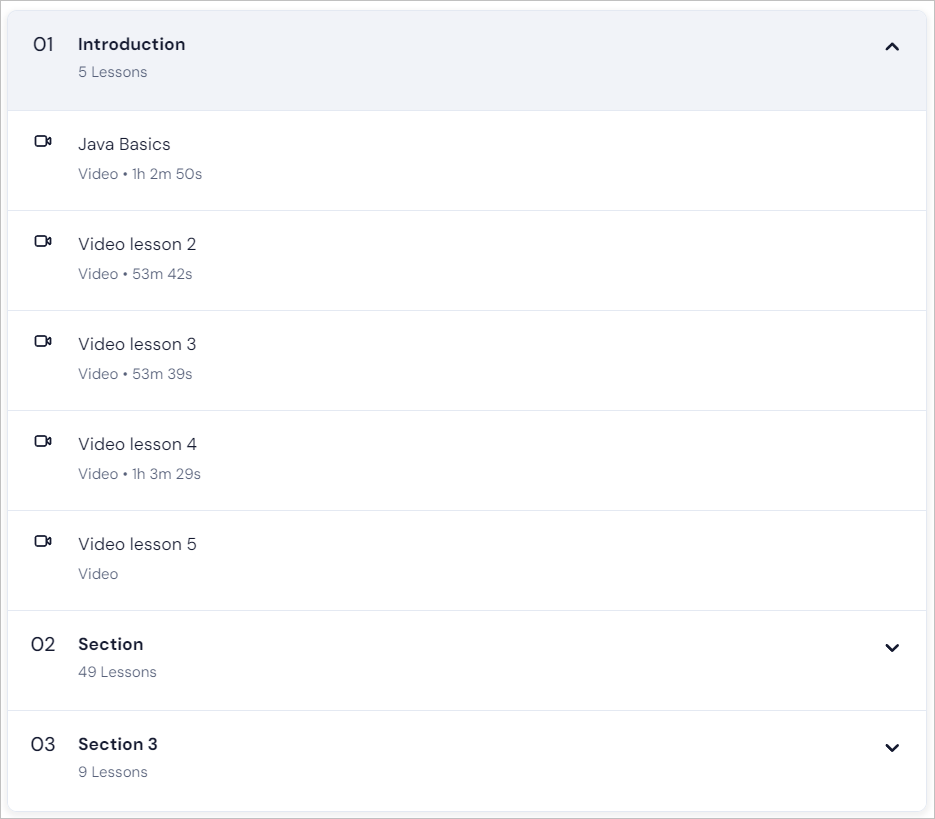 01 Introduction
5 Lessons
Java Basics
Video • 1h 2m 50s
Video lesson 2
Video • 53m 42s
Video lesson 3
Video • 53m 39s
Video lesson 4
Video • 1h 3m 29s
Video lesson 5
Video
02 Section
49 Lessons
03 Section 3
9 Lessons